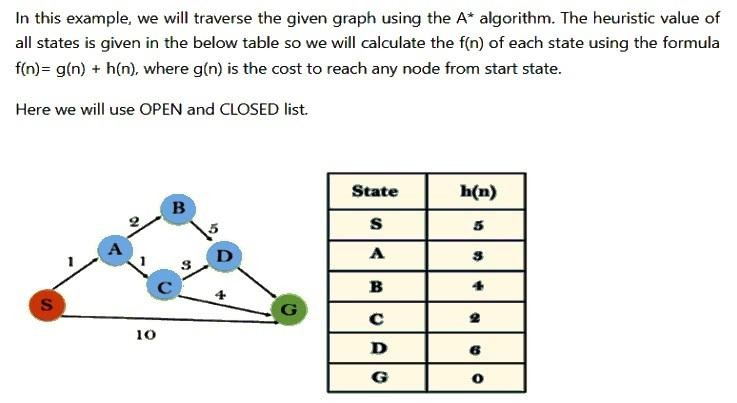 In this example, we will traverse the given graph using the A* algorithm. The heuristic value of
all states is given in the below table so we will calculate the f(n) of each state using the formula
f(n)= g(n) + h(n), where g(n) is the cost to reach any node from start state.
Here we will use OPEN and CLOSED list.
State h(n)
S 5
A 3
B 4
C 2
D 6
G 0
B
2
5
A
1
1
3
D
C
4
S
G
10